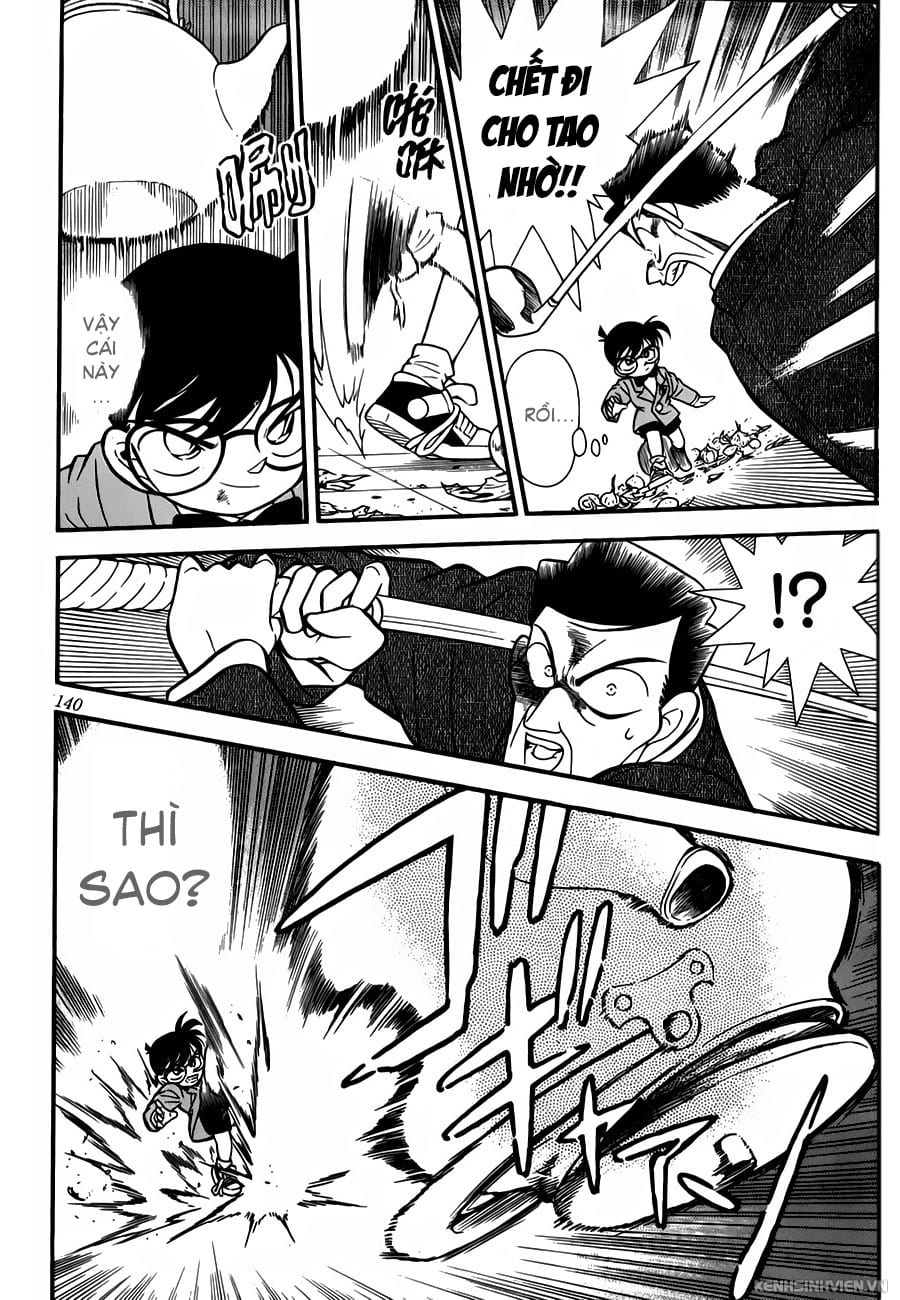 CHẾT ĐI
CHO TAO
NHỜ!!
RỒI...
VẬY
CÁI
NÀY
...
!?
140
THÌ
SAO?
KENHSINHVIEN.VN